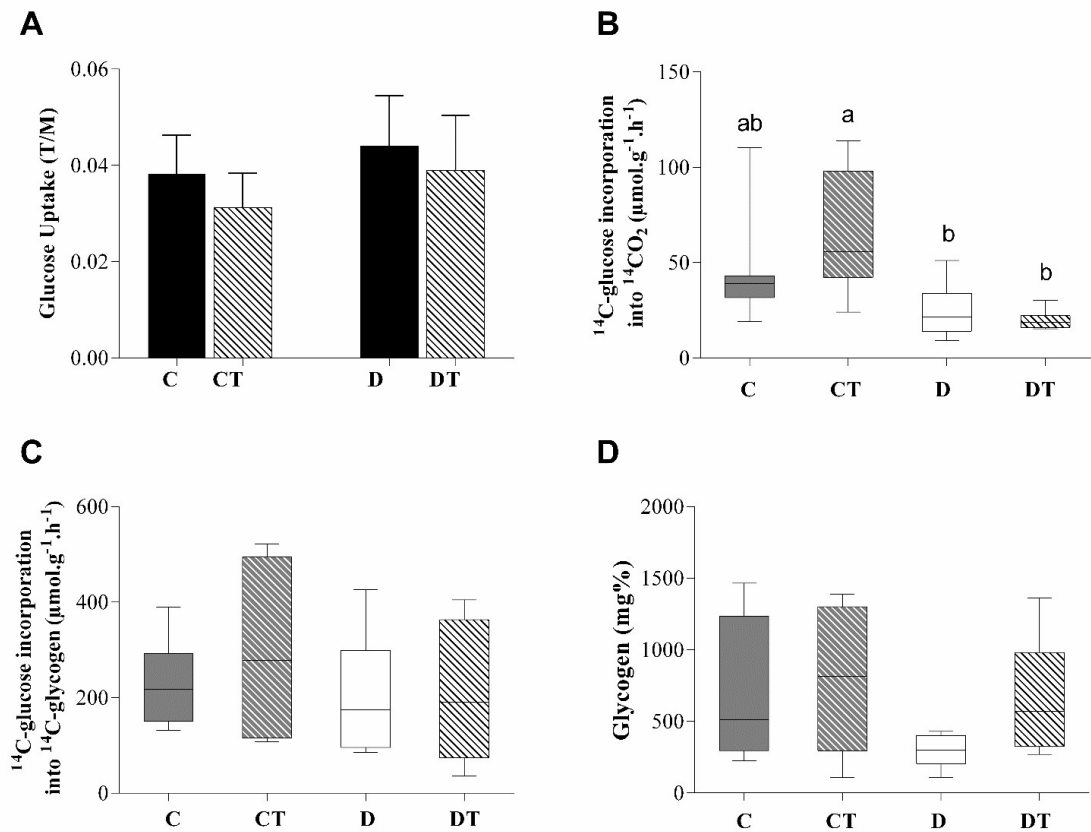 A
Glucose Uptake (T/M)
0.06
0.04
0.02
0.00
C CT D DT
B
¹⁴C-glucose incorporation
into ¹⁴CO₂ (µmol.g⁻¹.h⁻¹)
150
100
50
0
ab a b b
C CT D DT
C
¹⁴C-glucose incorporation
into ¹⁴C-glycogen (µmol.g⁻¹.h⁻¹)
600
400
200
0
C CT D DT
D
Glycogen (mg%)
2000
1500
1000
500
0
C CT D DT